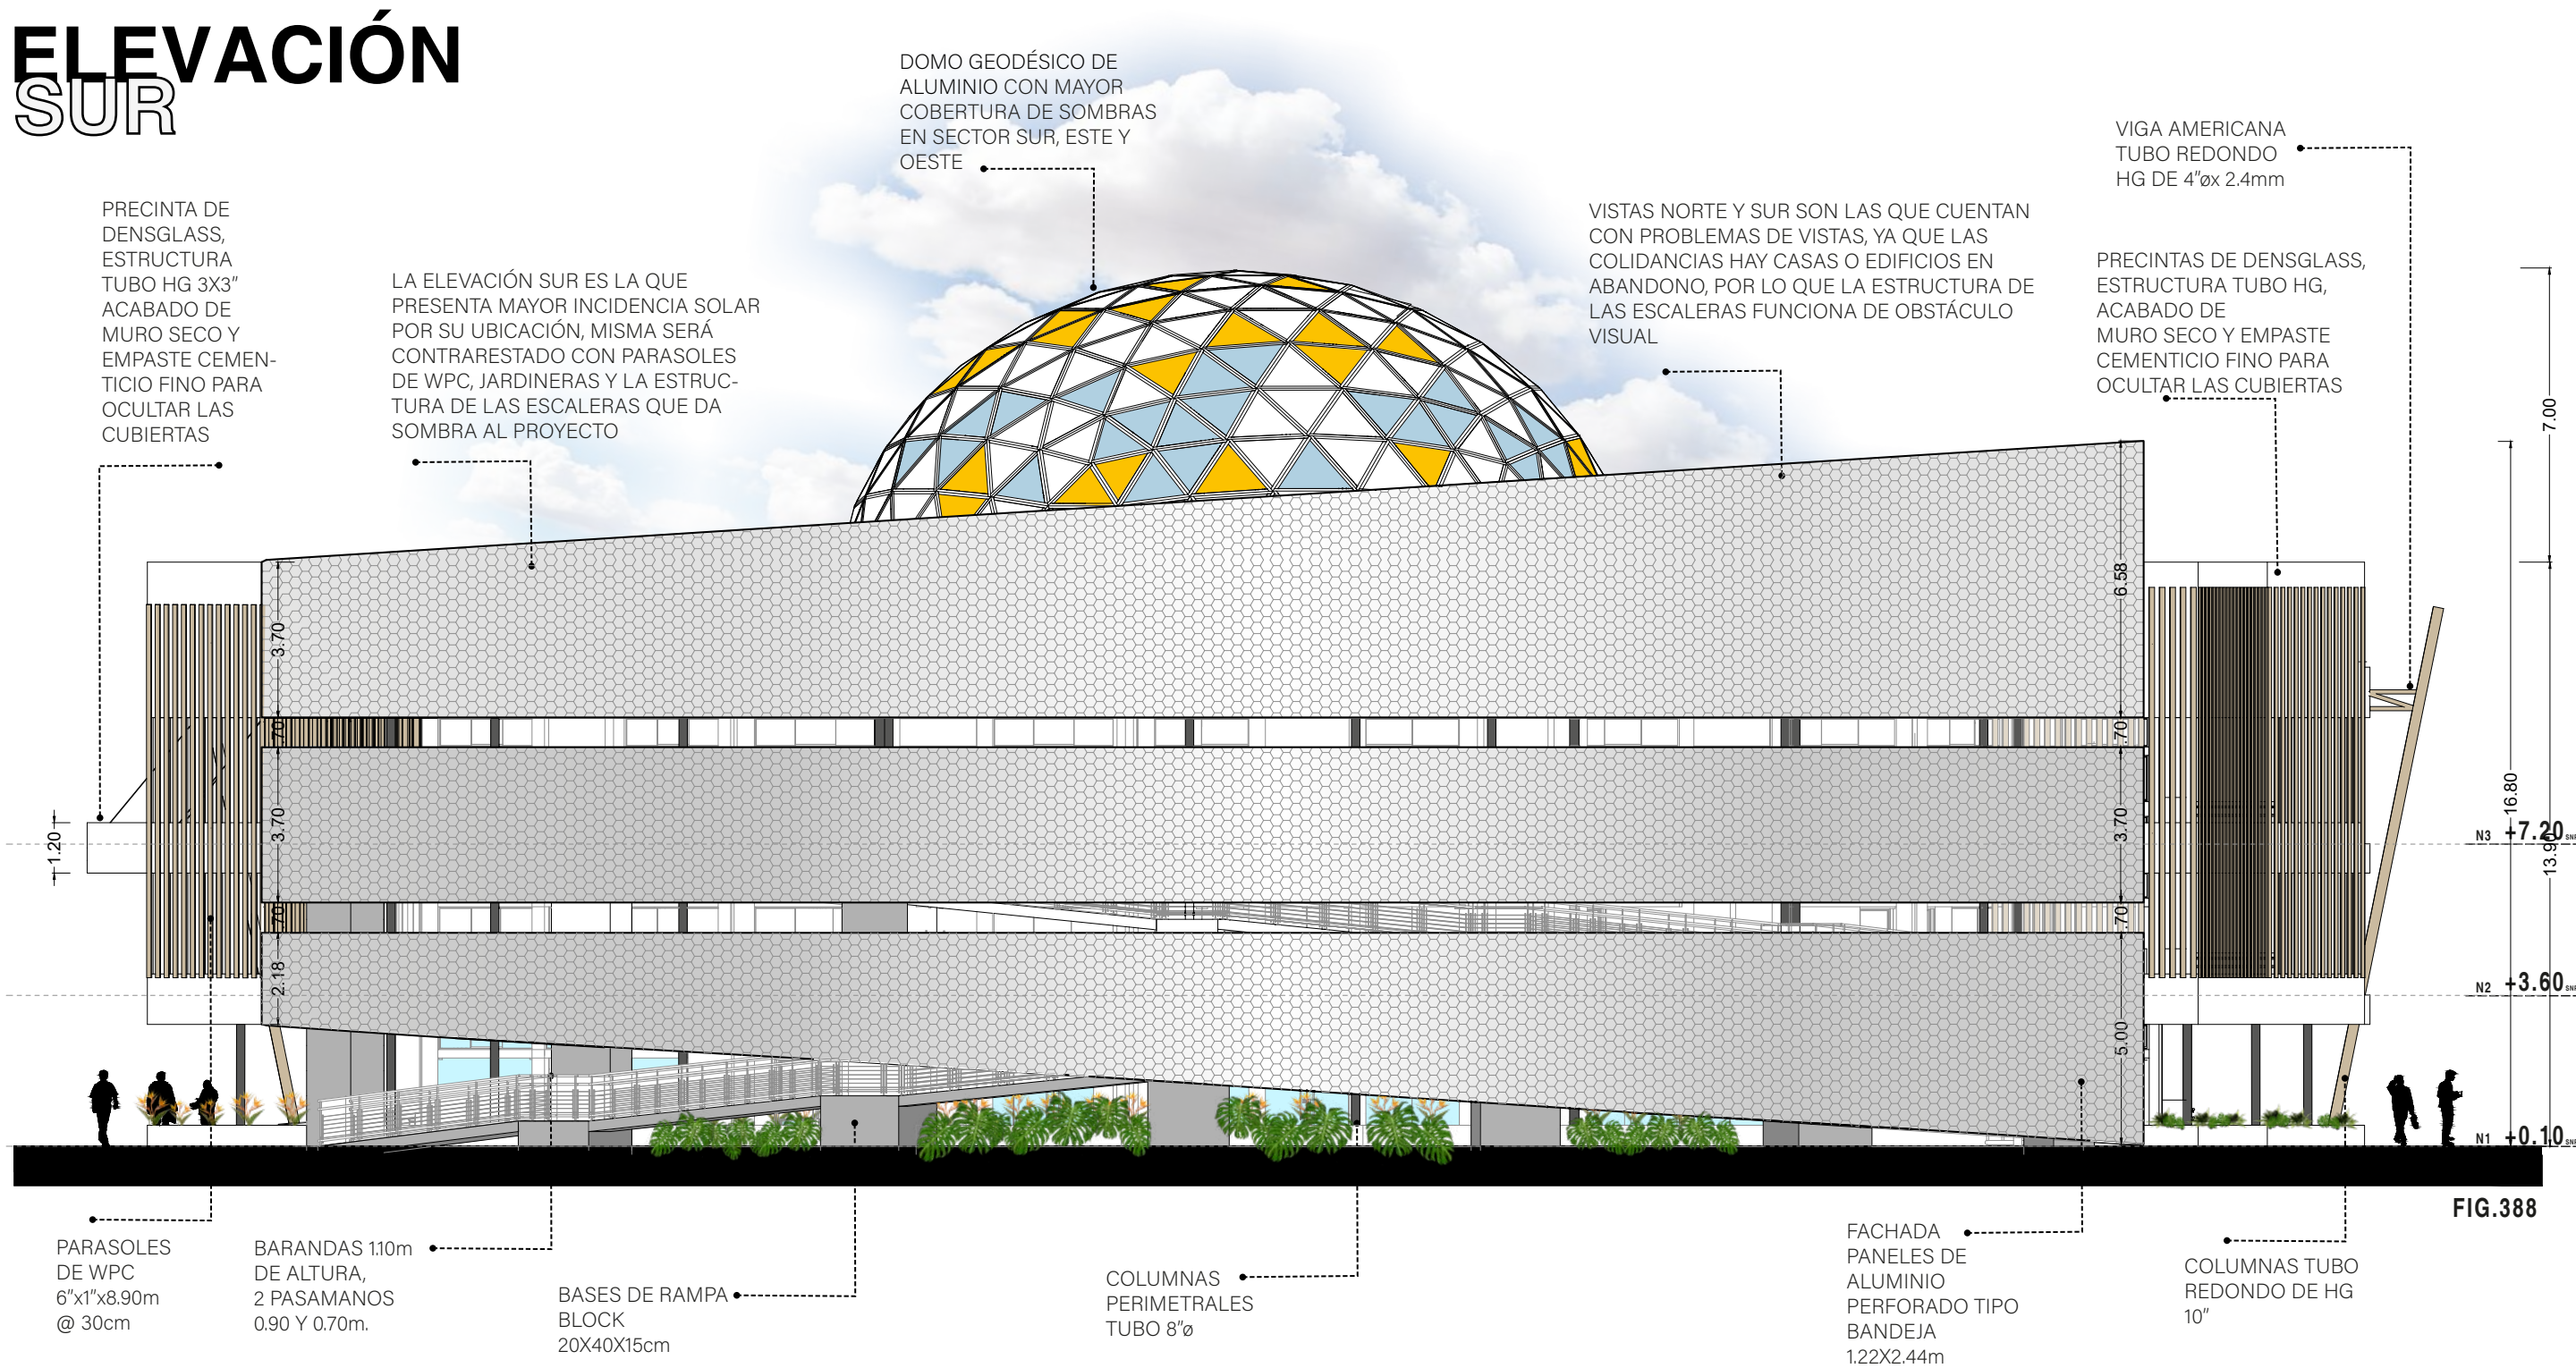 ELEVACIÓN
SUR
DOMO GEODÉSICO DE
ALUMINIO CON MAYOR
COBERTURA DE SOMBRAS
EN SECTOR SUR, ESTE Y
OESTE
VIGA AMERICANA
TUBO REDONDO
HG DE 4"øx 2.4mm
PRECINTA DE
DENSGLASS,
ESTRUCTURA
TUBO HG 3X3"
ACABADO DE
MURO SECO Y
EMPASTE CEMEN-
TICIO FINO PARA
OCULTAR LAS
CUBIERTAS
LA ELEVACIÓN SUR ES LA QUE
PRESENTA MAYOR INCIDENCIA SOLAR
POR SU UBICACIÓN, MISMA SERÁ
CONTRARESTADO CON PARASOLES
DE WPC, JARDINERAS Y LA ESTRUC-
TURA DE LAS ESCALERAS QUE DA
SOMBRA AL PROYECTO
VISTAS NORTE Y SUR SON LAS QUE CUENTAN
CON PROBLEMAS DE VISTAS, YA QUE LAS
COLIDANCIAS HAY CASAS O EDIFICIOS EN
ABANDONO, POR LO QUE LA ESTRUCTURA DE
LAS ESCALERAS FUNCIONA DE OBSTÁCULO
VISUAL
PRECINTAS DE DENSGLASS,
ESTRUCTURA TUBO HG,
ACABADO DE
MURO SECO Y EMPASTE
CEMENTICIO FINO PARA
OCULTAR LAS CUBIERTAS
7.00
3.70
6.58
.70
.70
1.20
3.70
3.70
16.80
13.90
N3 +7.20
.70
.70
2.18
5.00
N2 +3.60
N1 +0.10
FIG.388
PARASOLES
DE WPC
6"x1"x8.90m
@ 30cm
BARANDAS 1.10m
DE ALTURA,
2 PASAMANOS
0.90 Y 0.70m.
BASES DE RAMPA
BLOCK
20X40X15cm
COLUMNAS
PERIMETRALES
TUBO 8"ø
FACHADA
PANELES DE
ALUMINIO
PERFORADO TIPO
BANDEJA
1.22X2.44m
COLUMNAS TUBO
REDONDO DE HG
10"